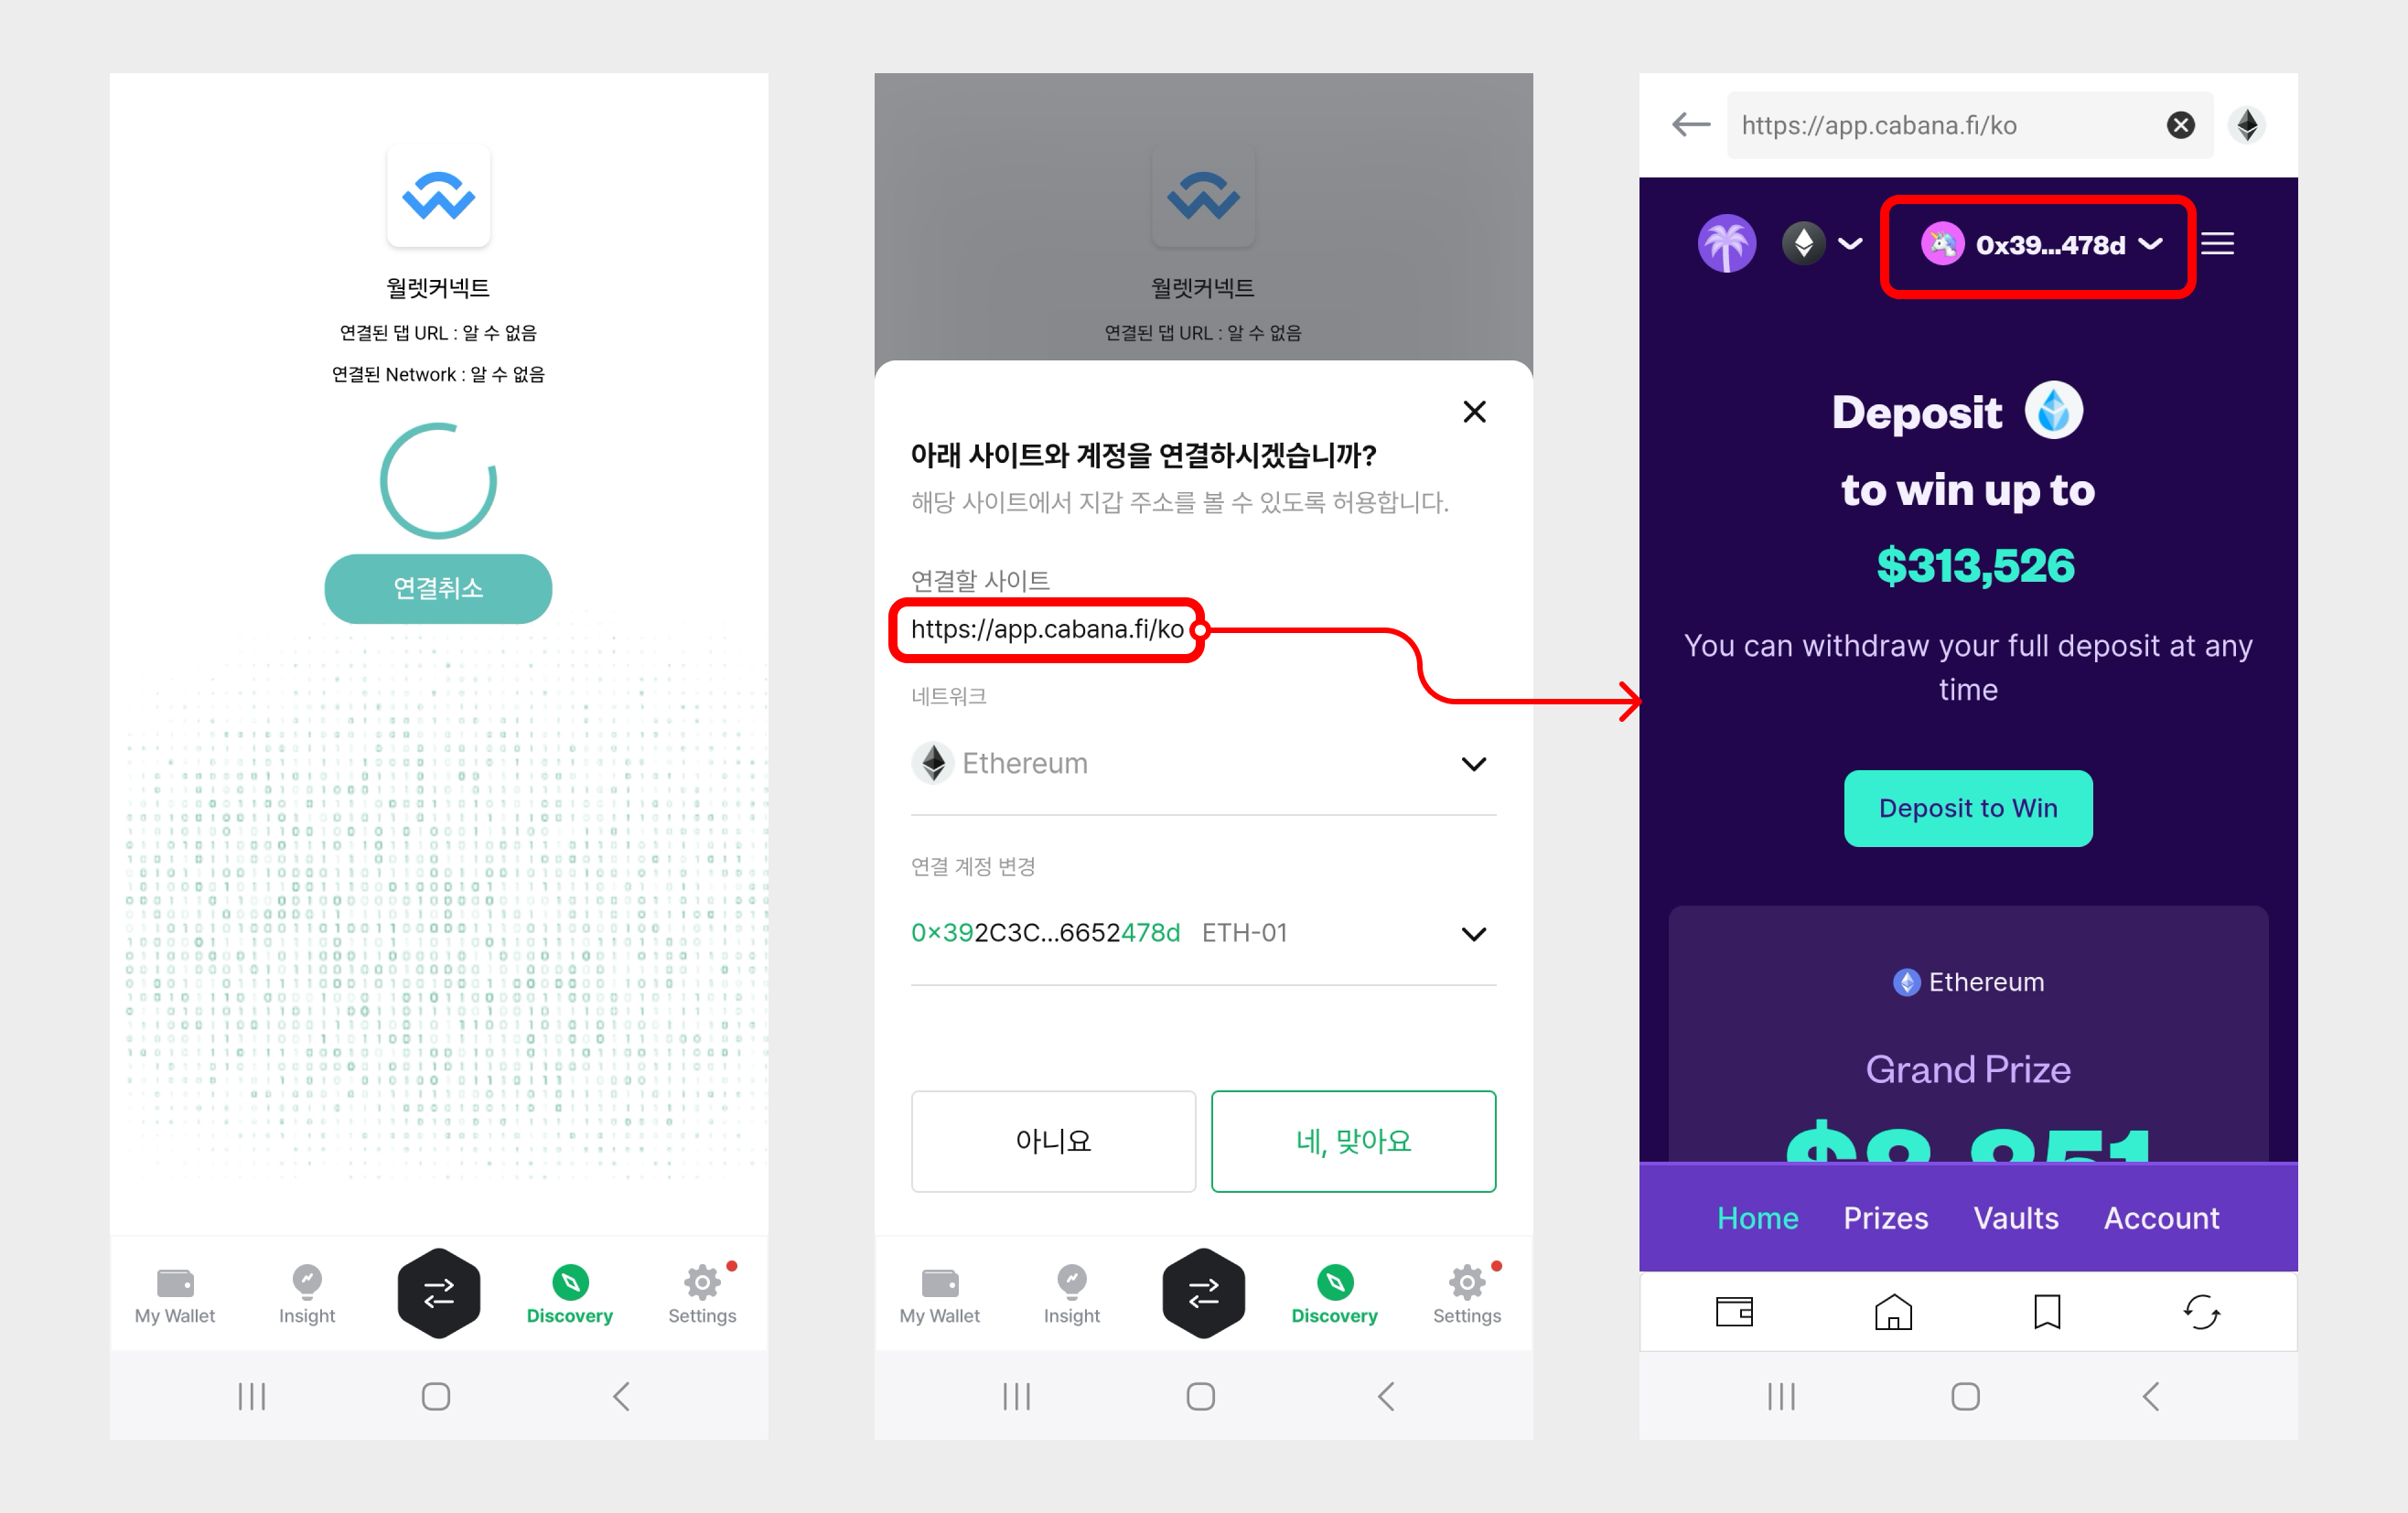 월렛커넥트
연결된 댑 URL : 알 수 없음
연결된 Network : 알 수 없음
연결취소
My Wallet
Insight
Discovery
Settings
월렛커넥트
연결된 댑 URL : 알 수 없음
아래 사이트와 계정을 연결하시겠습니까?
해당 사이트에서 지갑 주소를 볼 수 있도록 허용합니다.
연결할 사이트
https://app.cabana.fi/ko
네트워크
Ethereum
연결 계정 변경
0×392C3C...6652478d ETH-01
아니요
네, 맞아요
My Wallet
Insight
Discovery
Settings
https://app.cabana.fi/ko
0x39...478d
Deposit
to win up to
$313,526
You can withdraw your full deposit at any
time
Deposit to Win
Ethereum
Grand Prize
Home
Prizes
Vaults
Account